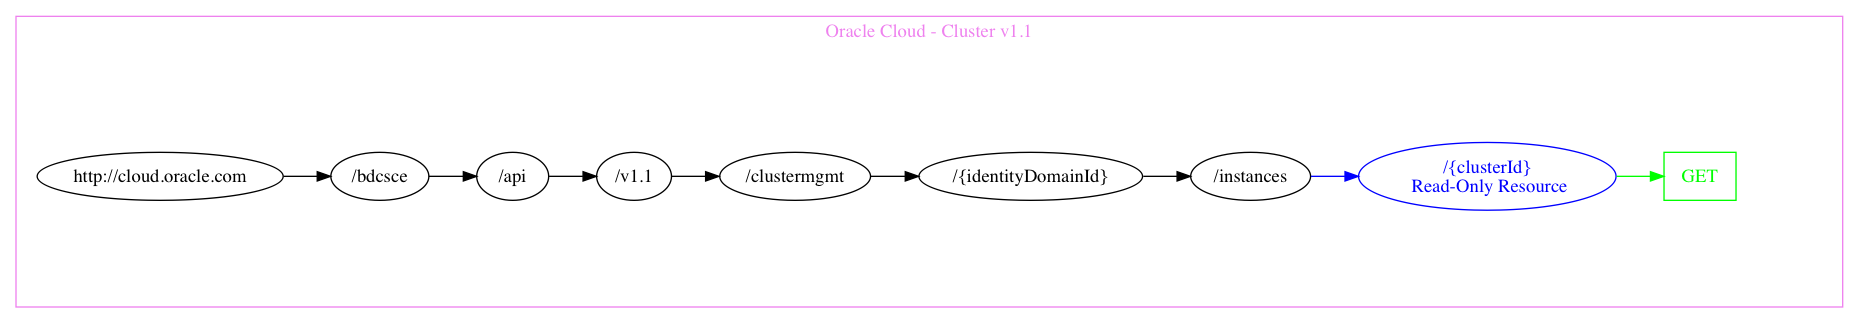 Oracle Cloud - Cluster v1.1
http://cloud.oracle.com
/bdcsce
/api
/v1.1
/clustermgmt
/{identityDomainId}
/instances
/{clusterId}
Read-Only Resource
GET